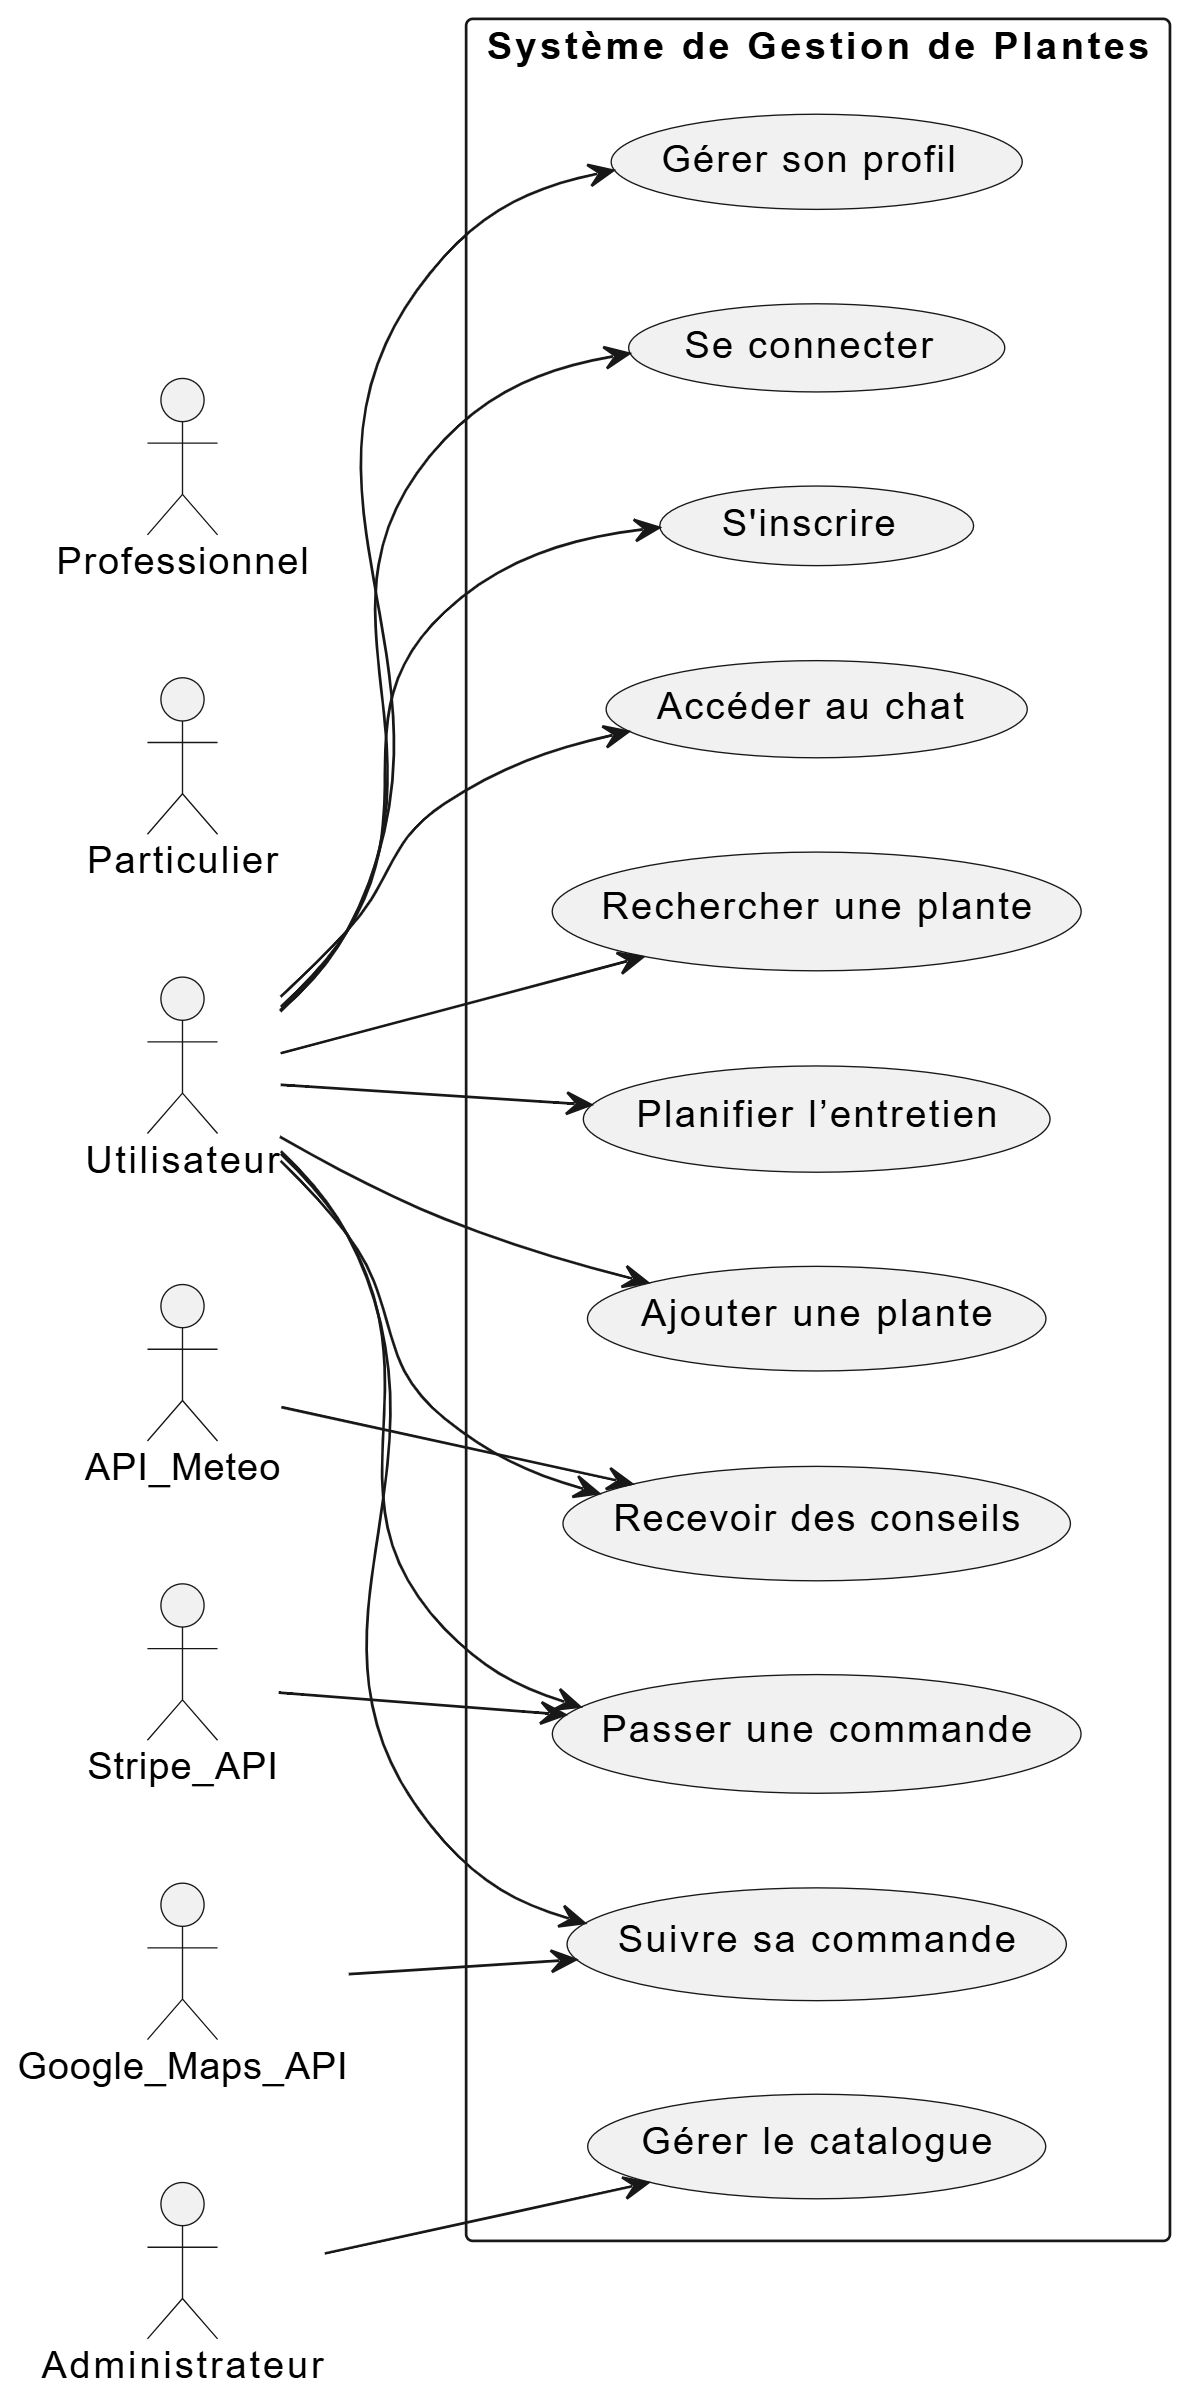 Système de Gestion de Plantes
Gérer son profil
Se connecter
S'inscrire
Professionnel
Accéder au chat
Particulier
Rechercher une plante
Planifier l’entretien
Utilisateur
Ajouter une plante
API_Meteo
Recevoir des conseils
Passer une commande
Stripe_API
Suivre sa commande
Google_Maps_API
Gérer le catalogue
Administrateur